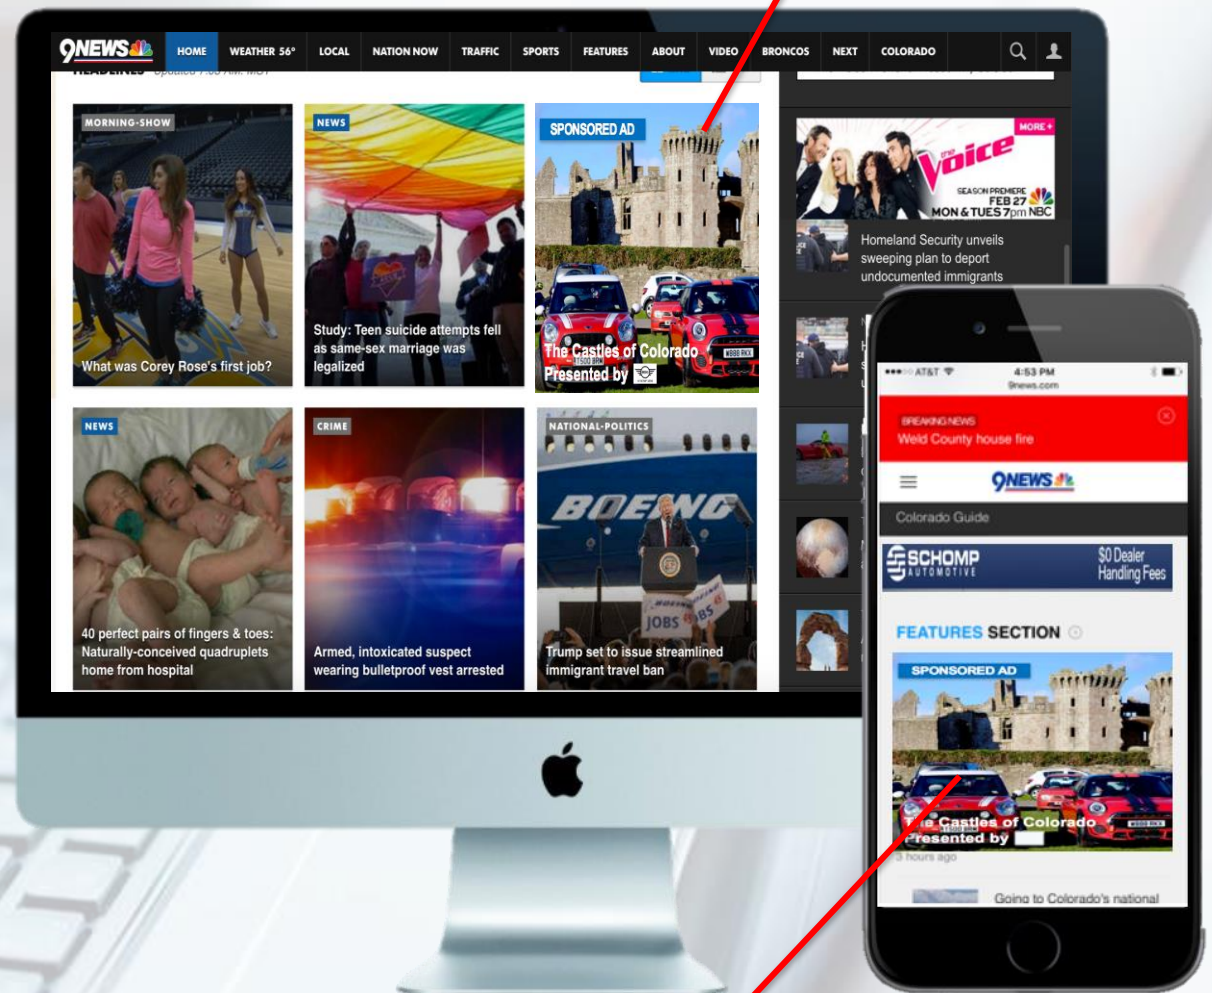 9NEWS
HOME WEATHER 56° LOCAL NATION NOW TRAFFIC SPORTS FEATURES ABOUT VIDEO BRONCOS NEXT COLORADO
HEADLINES
MORNING-SHOW
What was Corey Rose's first job?
NEWS
Study: Teen suicide attempts fell
as same-sex marriage was
legalized
SPONSORED AD
The Castles of Colorado
Presented by
NEWS
40 perfect pairs of fingers & toes:
Naturally-conceived quadruplets
home from hospital
CRIME
Armed, intoxicated suspect
wearing bulletproof vest arrested
NATIONAL-POLITICS
BOEING
JOBS
Trump set to issue streamlined
immigrant travel ban
MORE+
the
Voice
SEASON PREMIERE
FEB 27
MON & TUES 7pm NBC
Homeland Security unveils
sweeping plan to deport
undocumented immigrants
AT&T 4:53 PM
9news.com
BREAKING NEWS
Weld County house fire
9NEWS
Colorado Guide
SCHOMP
AUTOMOTIVE
$0 Dealer
Handling Fees
FEATURES SECTION
SPONSORED AD
The Castles of Colorado
Presented by
3 hours ago
Going to Colorado's national